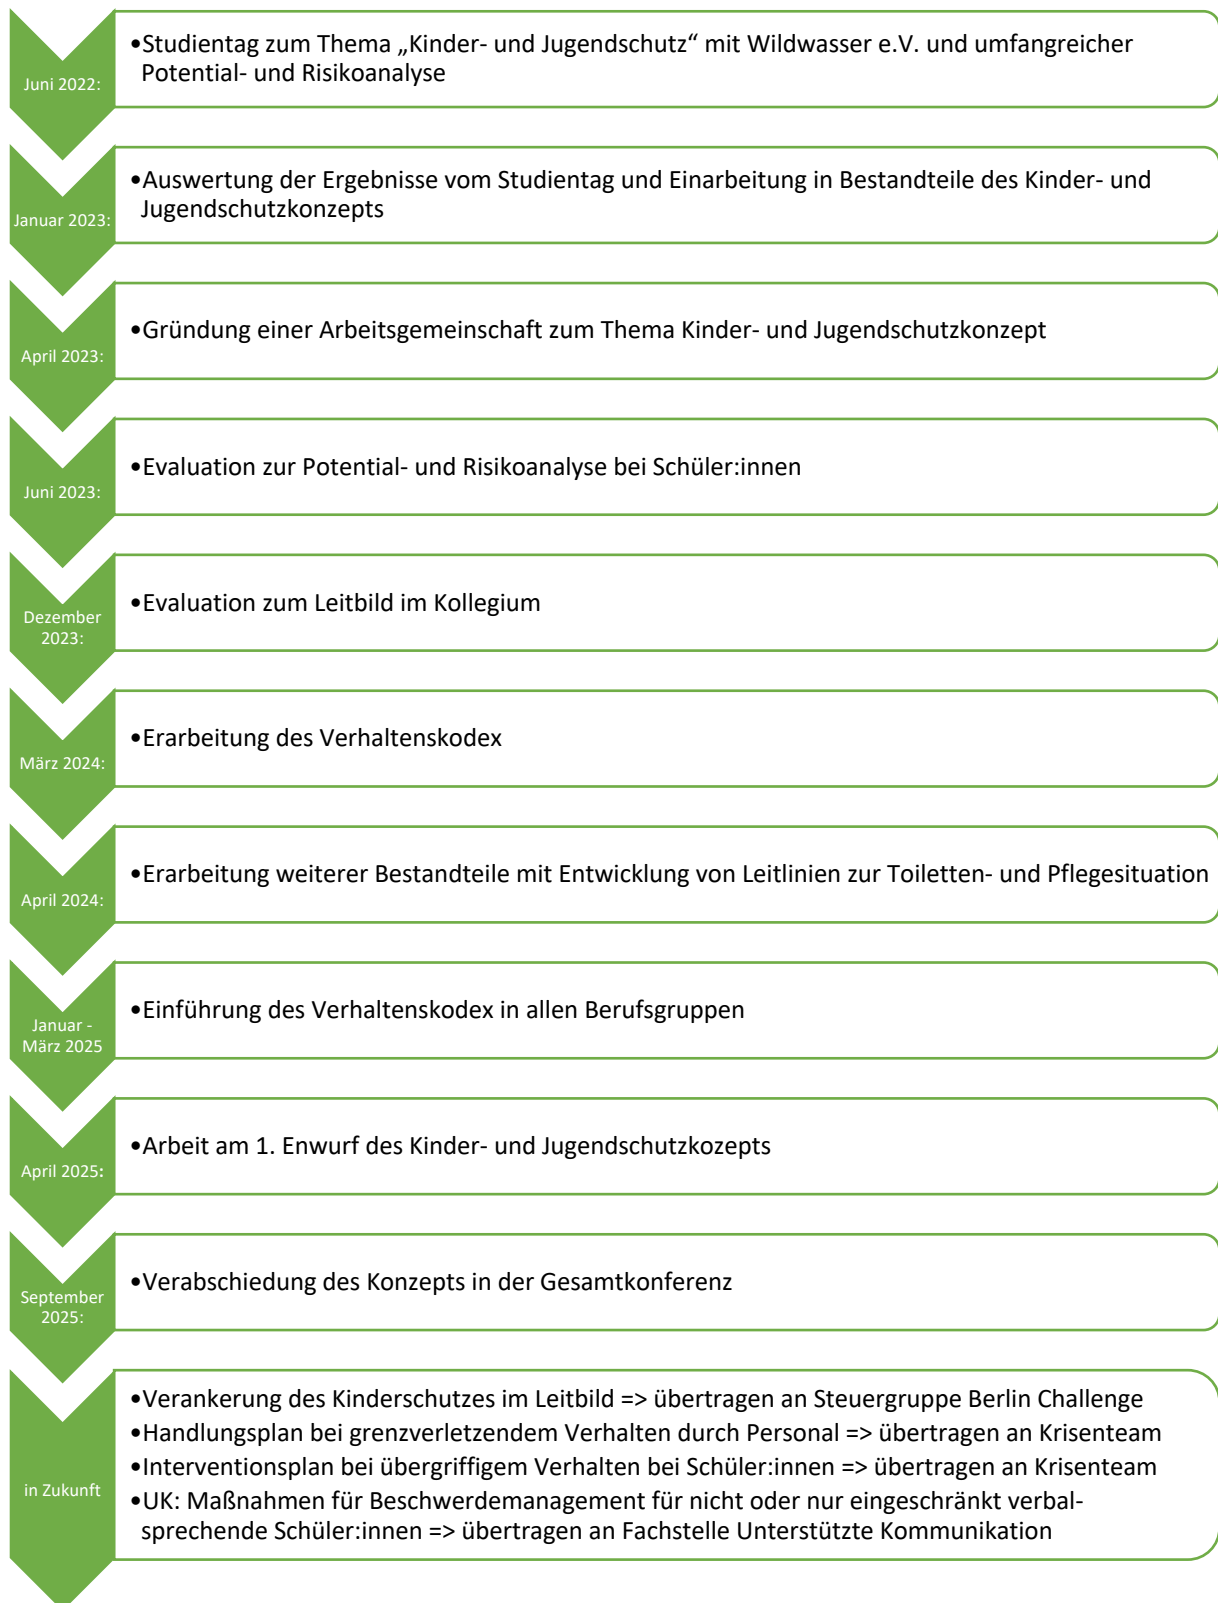 Juni 2022:
•Studientag zum Thema „Kinder- und Jugendschutz“ mit Wildwasser e.V. und umfangreicher
Potential- und Risikoanalyse
Januar 2023:
•Auswertung der Ergebnisse vom Studientag und Einarbeitung in Bestandteile des Kinder- und
Jugendschutzkonzepts
April 2023:
•Gründung einer Arbeitsgemeinschaft zum Thema Kinder- und Jugendschutzkonzept
Juni 2023:
•Evaluation zur Potential- und Risikoanalyse bei Schüler:innen
Dezember
2023:
•Evaluation zum Leitbild im Kollegium
März 2024:
•Erarbeitung des Verhaltenskodex
April 2024:
•Erarbeitung weiterer Bestandteile mit Entwicklung von Leitlinien zur Toiletten- und Pflegesituation
Januar -
März 2025
•Einführung des Verhaltenskodex in allen Berufsgruppen
April 2025:
•Arbeit am 1. Enwurf des Kinder- und Jugendschutzkozepts
September
2025:
•Verabschiedung des Konzepts in der Gesamtkonferenz
in Zukunft
•Verankerung des Kinderschutzes im Leitbild => übertragen an Steuergruppe Berlin Challenge
•Handlungsplan bei grenzverletzendem Verhalten durch Personal => übertragen an Krisenteam
•Interventionsplan bei übergriffigem Verhalten bei Schüler:innen => übertragen an Krisenteam
•UK: Maßnahmen für Beschwerdemanagement für nicht oder nur eingeschränkt verbal-
sprechende Schüler:innen => übertragen an Fachstelle Unterstützte Kommunikation